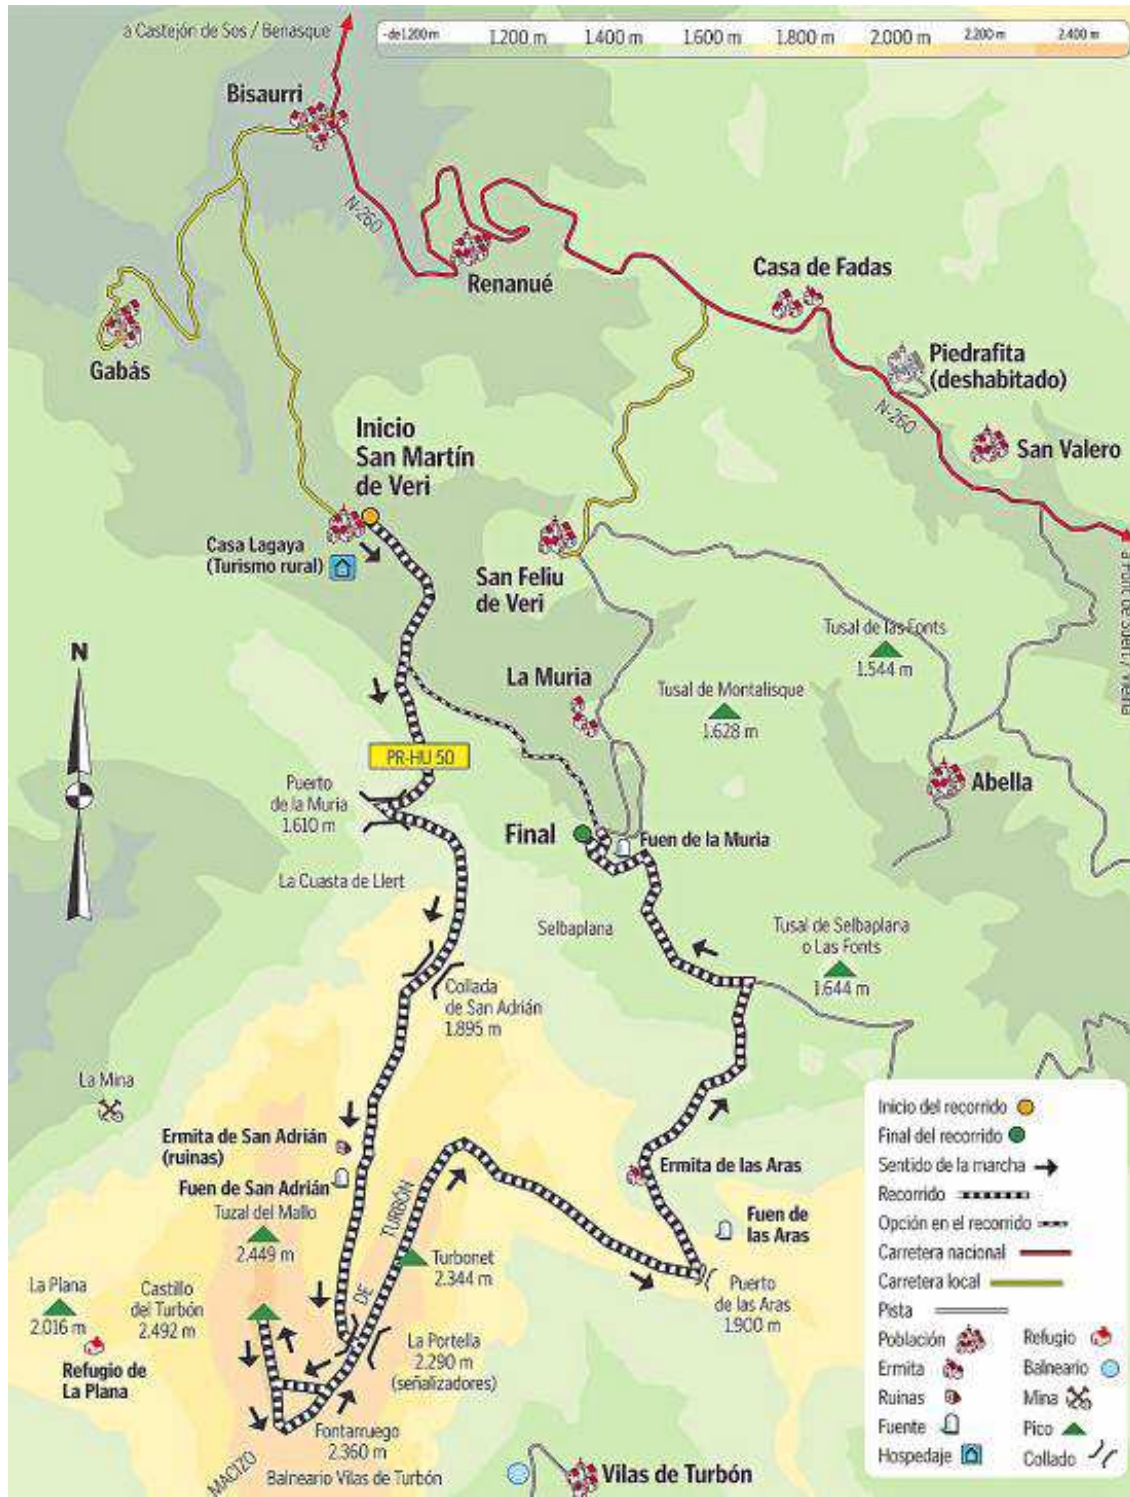 a Castejón de Sos / Benasque
- de 1.200 m
1.200 m
1.400 m
1.600 m
1.800 m
2.000 m
2.200 m
2.400 m
Bisaurri
N-260
Renanué
Casa de Fadas
Gabás
Piedrafita
(deshabitado)
N-260
San Valero
Inicio
San Martín
de Veri
Casa Lagaya
(Turismo rural)
San Feliu
de Veri
a Pont de Suert / Viella
Tusal de las Fonts
1.544 m
N
La Muria
Tusal de Montalisque
1.628 m
PR-HU 50
Abella
Puerto
de la Muria
1.610 m
Final
Fuen de la Muria
La Cuasta de Llert
Selbaplana
Tusal de Selbaplana
o Las Fonts
1.644 m
Collada
de San Adrián
1.895 m
La Mina
Ermita de San Adrián
(ruinas)
Fuen de San Adrián
Tuzal del Mallo
2.449 m
Ermita de las Aras
Fuen de
las Aras
Turbonet
2.344 m
La Plana
2.016 m
Refugio de
La Plana
Castillo
del Turbón
2.492 m
Puerto
de las Aras
1.900 m
La Portella
2.290 m
(señalizadores)
Fontarruego
2.360 m
MACIZO
DE
TURBÓN
Balneario Vilas de Turbón
Vilas de Turbón
Inicio del recorrido
Final del recorrido
Sentido de la marcha
Recorrido
Opción en el recorrido
Carretera nacional
Carretera local
Pista
Población
Ermita
Ruinas
Fuente
Hospedaje
Refugio
Balneario
Mina
Pico
Collado